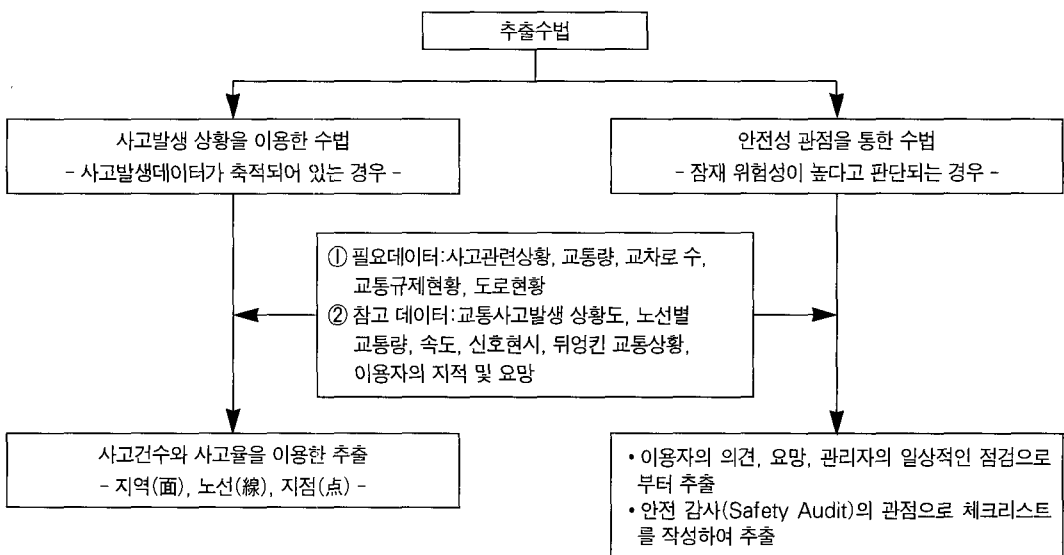 추출수법
사고발생 상황을 이용한 수법
- 사고발생데이터가 축적되어 있는 경우 -
안전성 관점을 통한 수법
- 잠재 위험성이 높다고 판단되는 경우 -
① 필요데이터:사고관련상황, 교통량, 교차로 수,
교통규제현황, 도로현황
② 참고 데이터:교통사고발생 상황도, 노선별
교통량, 속도, 신호현시, 뒤엉킨 교통상황,
이용자의 지적 및 요망
사고건수와 사고율을 이용한 추출
- 지역(面), 노선(線), 지점(点) -
• 이용자의 의견, 요망, 관리자의 일상적인 점검으로
부터 추출
• 안전 감사(Safety Audit)의 관점으로 체크리스트
를 작성하여 추출